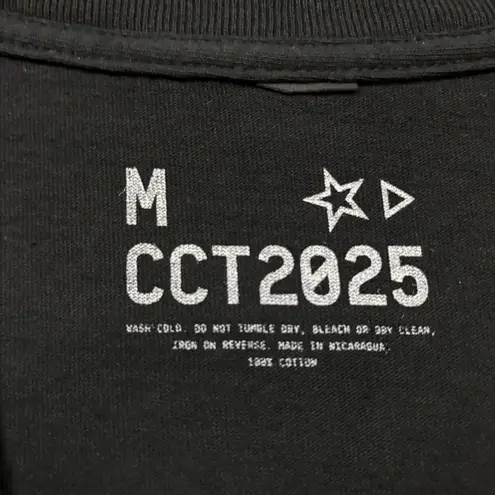 M
CCT2025
WASH COLD. DO NOT TUMBLE DRY, BLEACH OR DRY CLEAN,
IRON ON REVERSE. MADE IN NICARAGUA.
100% COTTON